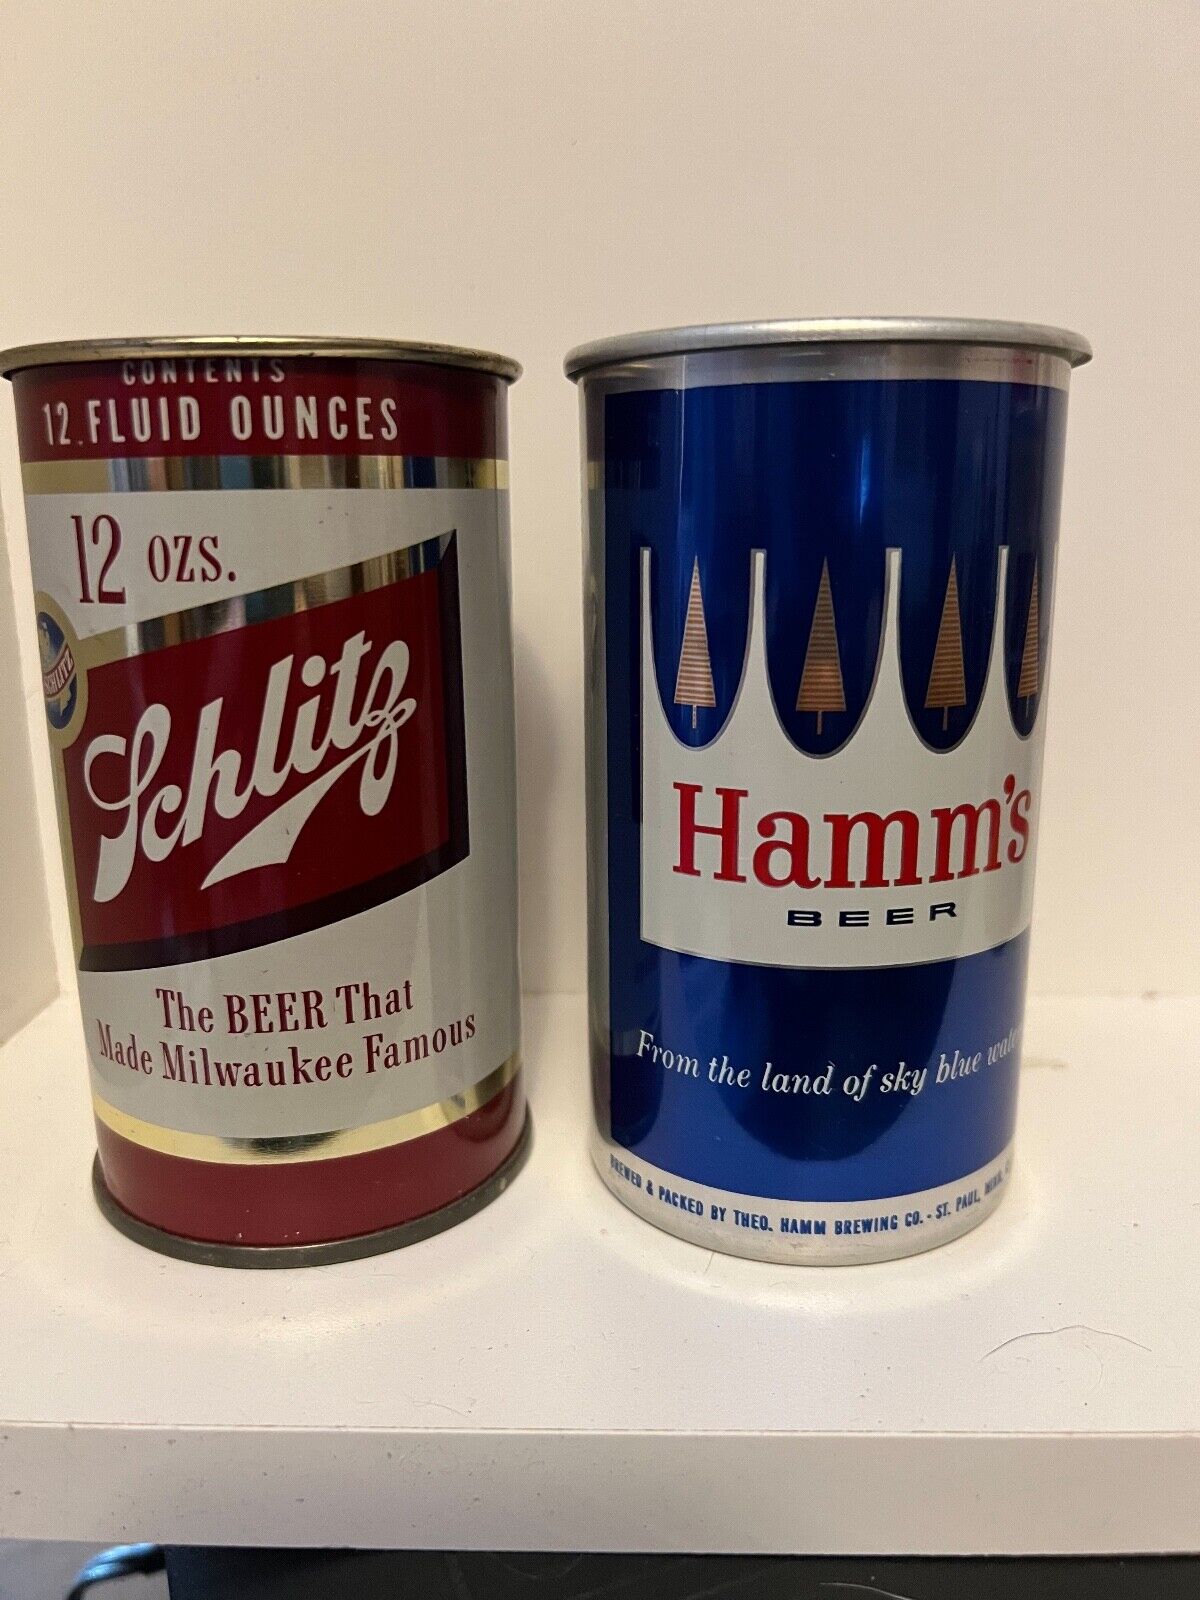 CONTENTS
12 FLUID OUNCES
12 OZS.
SCHLITZ
Schlitz
The BEER That
Made Milwaukee Famous
Hamm's
BEER
From the land of sky blue
BREWED & PACKED BY THEO. HAMM BREWING CO. - ST. PAUL, MINN.